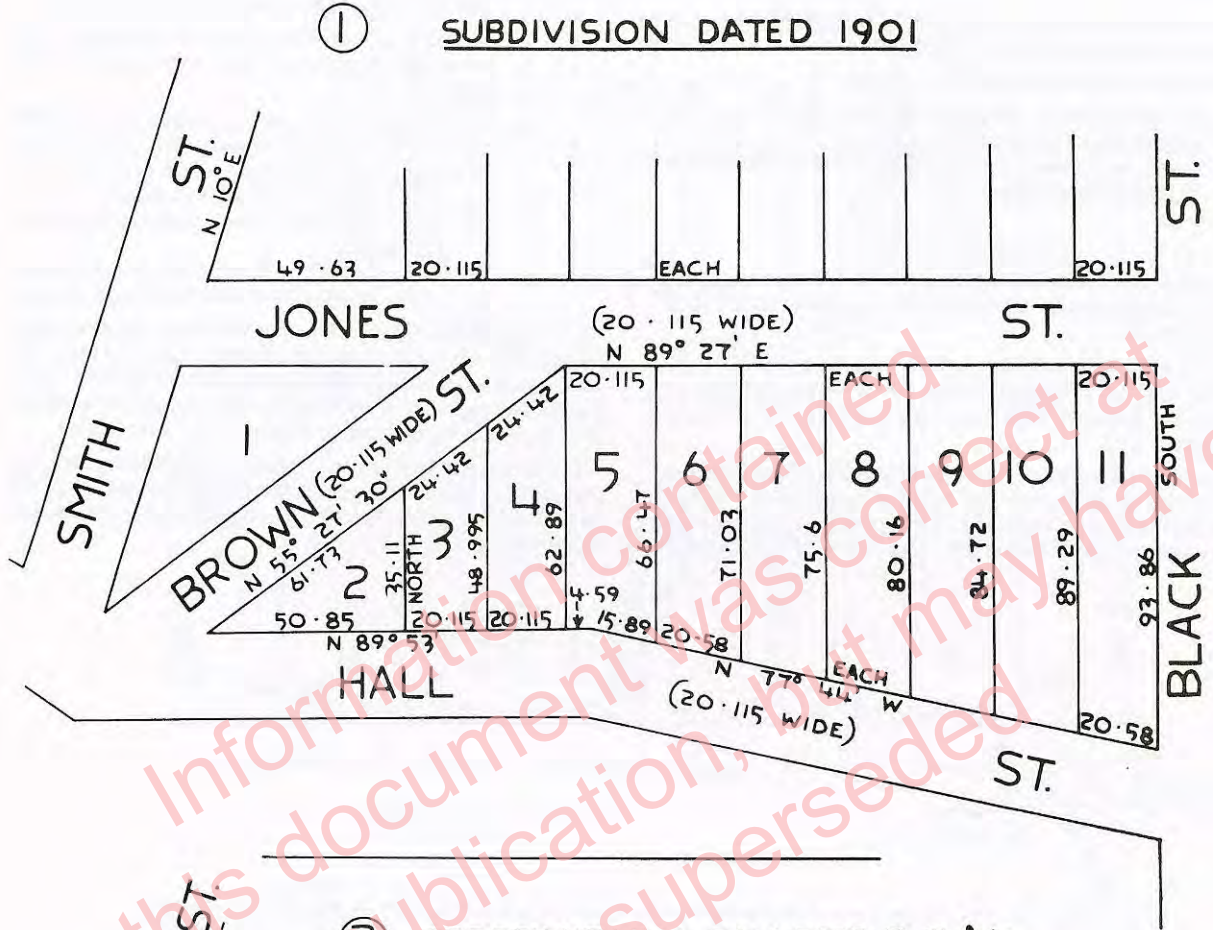 ① SUBDIVISION DATED 1901
ST.
N 10° E
ST.
49·63
20·115
EACH
20·115
JONES
(20·115 WIDE)
N 89° 27' E
ST.
20·115
EACH
20·115
1
BROWN (20·115 WIDE) ST.
N 55° 27' 30"
61·73
24·42
24·42
SMITH
2
3
4
5
6
7
8
9
10
11
SOUTH
35·11
NORTH
48·995
62·89
66·47
71·03
75·6
80·16
84·72
89·29
93·86
BLACK
4·59
50·85
20·115
20·115
15·89
20·58
EACH
20·58
N 89° 53'
N 77° 44' W
HALL
(20·115 WIDE)
ST.
ST.
Information contained
this document was correct at
publication, but may have
superseded